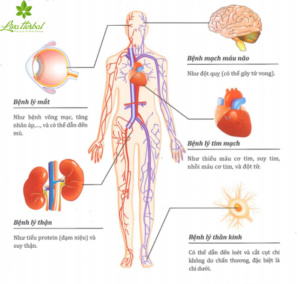 Lúa Herbal
Bệnh mạch máu não
Như đột quỵ (có thể gây tử vong).
Bệnh lý mắt
Như bệnh võng mạc, tăng
nhãn áp,..., và có thể dẫn đến
mù.
Bệnh lý tim mạch
Như thiếu máu cơ tim, suy tim,
nhồi máu cơ tim, và đột tử.
Bệnh lý thận
Như tiểu protein (đạm niệu) và
suy thận.
Bệnh lý thần kinh
Có thể dẫn đến loét và cắt cụt chi
không do chấn thương, đặc biệt là
chi dưới.